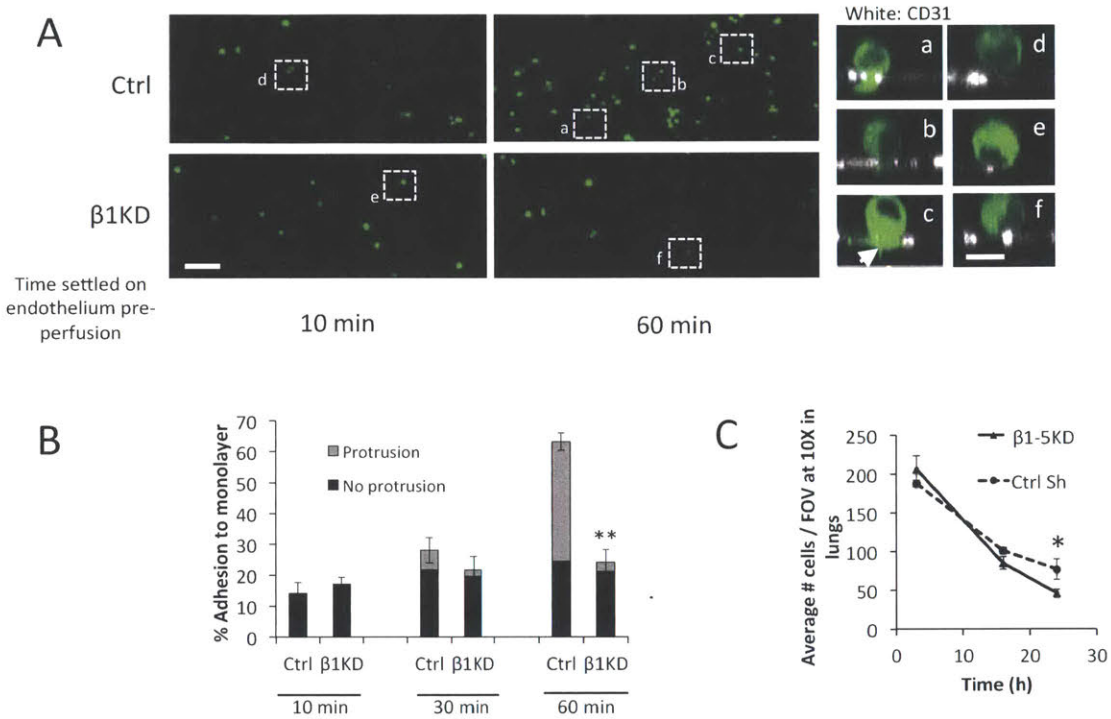 A
White: CD31
Ctrl
d
a
b
c
β1KD
e
f
a
d
b
e
c
f
Time settled on
endothelium pre-
perfusion
10 min
60 min
B
% Adhesion to monolayer
70
60
50
40
30
20
10
0
Protrusion
No protrusion
**
Ctrl β1KD
Ctrl β1KD
Ctrl β1KD
10 min
30 min
60 min
C
Average # cells / FOV at 10X in
lungs
250
200
150
100
50
0
β1-5KD
Ctrl Sh
*
0
10
20
30
Time (h)